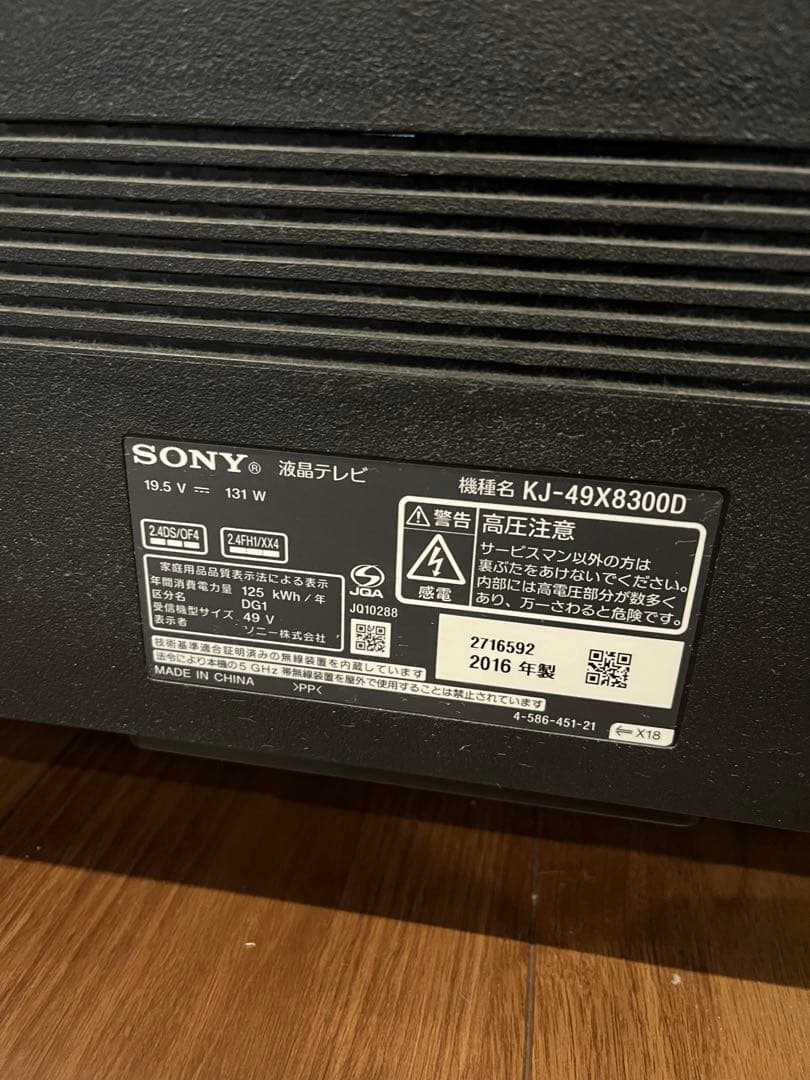 SONY® 液晶テレビ
機種名 KJ-49X8300D
19.5 V ⎓ 131 W
2.4DS/OF4 2.4FH1/XX4
家庭用品品質表示法による表示
年間消費電力量 125 kWh／年
区分名 DG1
受信機型サイズ 49 V
表示者 ソニー株式会社
JQA
JQ10288
警告 高圧注意
感電
サービスマン以外の方は
裏ぶたをあけないでください。
内部には高電圧部分が数多く
あり、万一さわると危険です。
2716592
2016 年製
技術基準適合証明済みの無線装置を内蔵しています
法令により本機の5 GHz 帯無線装置を屋外で使用することは禁止されています
MADE IN CHINA >PP<
4-586-451-21
⇐ X18